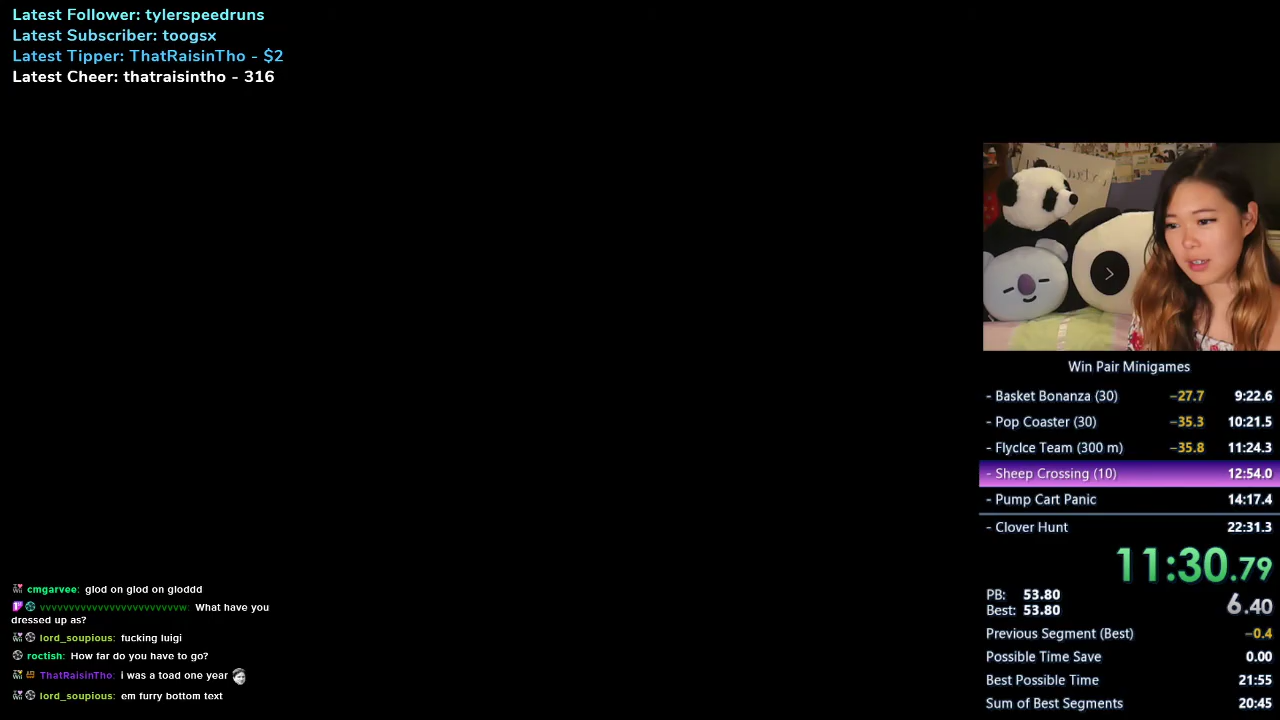 Latest Follower: tylerspeedruns
Latest Subscriber: toogsx
Latest Tipper: ThatRaisinTho - $2
Latest Cheer: thatraisintho - 316
Win Pair Minigames
- Basket Bonanza (30) -27.7 9:22.6
- Pop Coaster (30) -35.3 10:21.5
- FlycIce Team (300 m) -35.8 11:24.3
- Sheep Crossing (10) 12:54.0
- Pump Cart Panic 14:17.4
- Clover Hunt 22:31.3
11:30.79
PB: 53.80
Best: 53.80
6.40
Previous Segment (Best) -0.4
Possible Time Save 0.00
Best Possible Time 21:55
Sum of Best Segments 20:45
cmgarvee: glod on glod on gloddd
vvvvvvvvvvvvvvvvvvvvvvvvw: What have you
dressed up as?
lord_soupious: fucking luigi
roctish: How far do you have to go?
ThatRaisinTho: i was a toad one year
lord_soupious: em furry bottom text